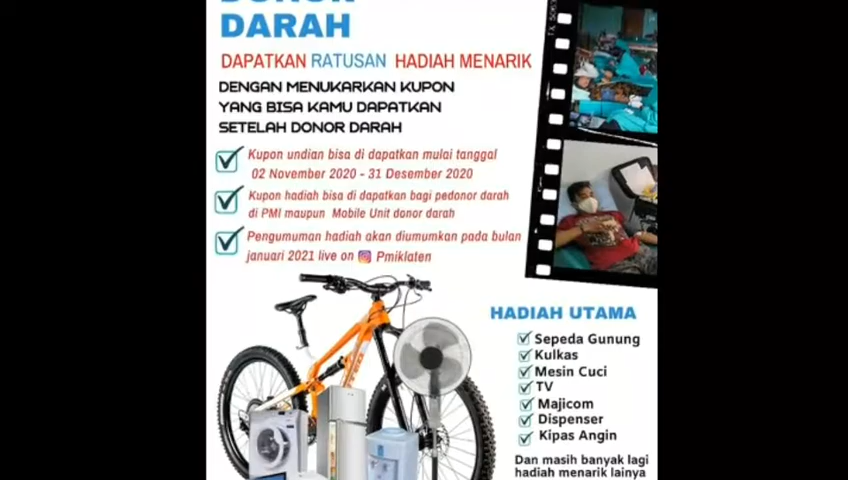 DONOR
DARAH
DAPATKAN RATUSAN HADIAH MENARIK
DENGAN MENUKARKAN KUPON
YANG BISA KAMU DAPATKAN
SETELAH DONOR DARAH
Kupon undian bisa di dapatkan mulai tanggal
02 November 2020 - 31 Desember 2020
Kupon hadiah bisa di dapatkan bagi pedonor darah
di PMI maupun Mobile Unit donor darah
Pengumuman hadiah akan diumumkan pada bulan
januari 2021 live on Pmiklaten
HADIAH UTAMA
Sepeda Gunung
Kulkas
Mesin Cuci
TV
Majicom
Dispenser
Kipas Angin
Dan masih banyak lagi
hadiah menarik lainya